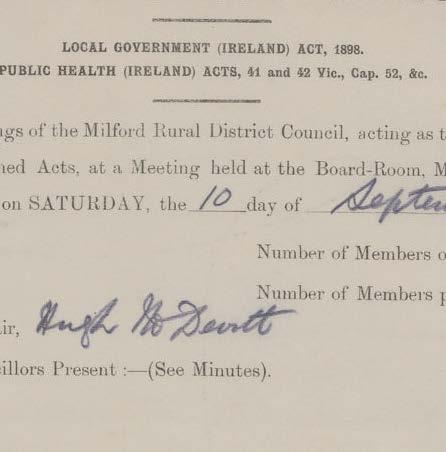 LOCAL GOVERNMENT (IRELAND) ACT, 1898.
PUBLIC HEALTH (IRELAND) ACTS, 41 and 42 Vic., Cap. 52, &c.
ngs of the Milford Rural District Council, acting as t
ned Acts, at a Meeting held at the Board-Room, M
on SATURDAY, the 10 day of Septem
Number of Members o
Number of Members p
ir, Hugh McDevitt
cillors Present :—(See Minutes).